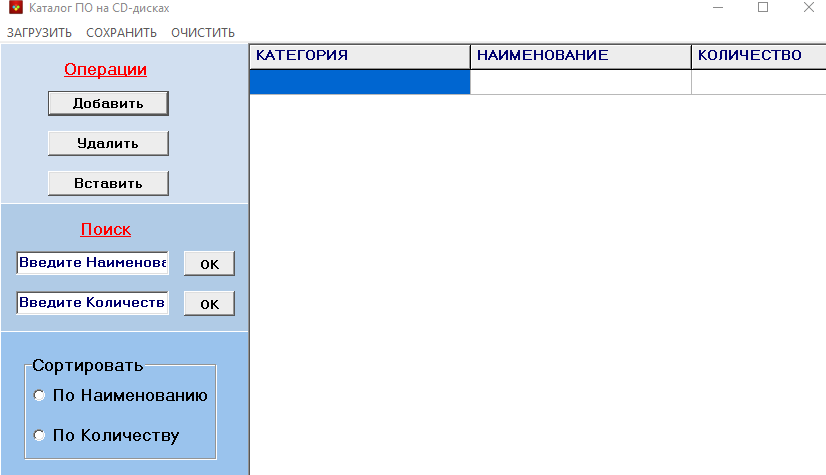 Каталог ПО на CD-дисках
ЗАГРУЗИТЬ СОХРАНИТЬ ОЧИСТИТЬ
Операции
Добавить
Удалить
Вставить
Поиск
Введите Наименова
ок
Введите Количеств
ок
Сортировать
По Наименованию
По Количеству
КАТЕГОРИЯ НАИМЕНОВАНИЕ КОЛИЧЕСТВО